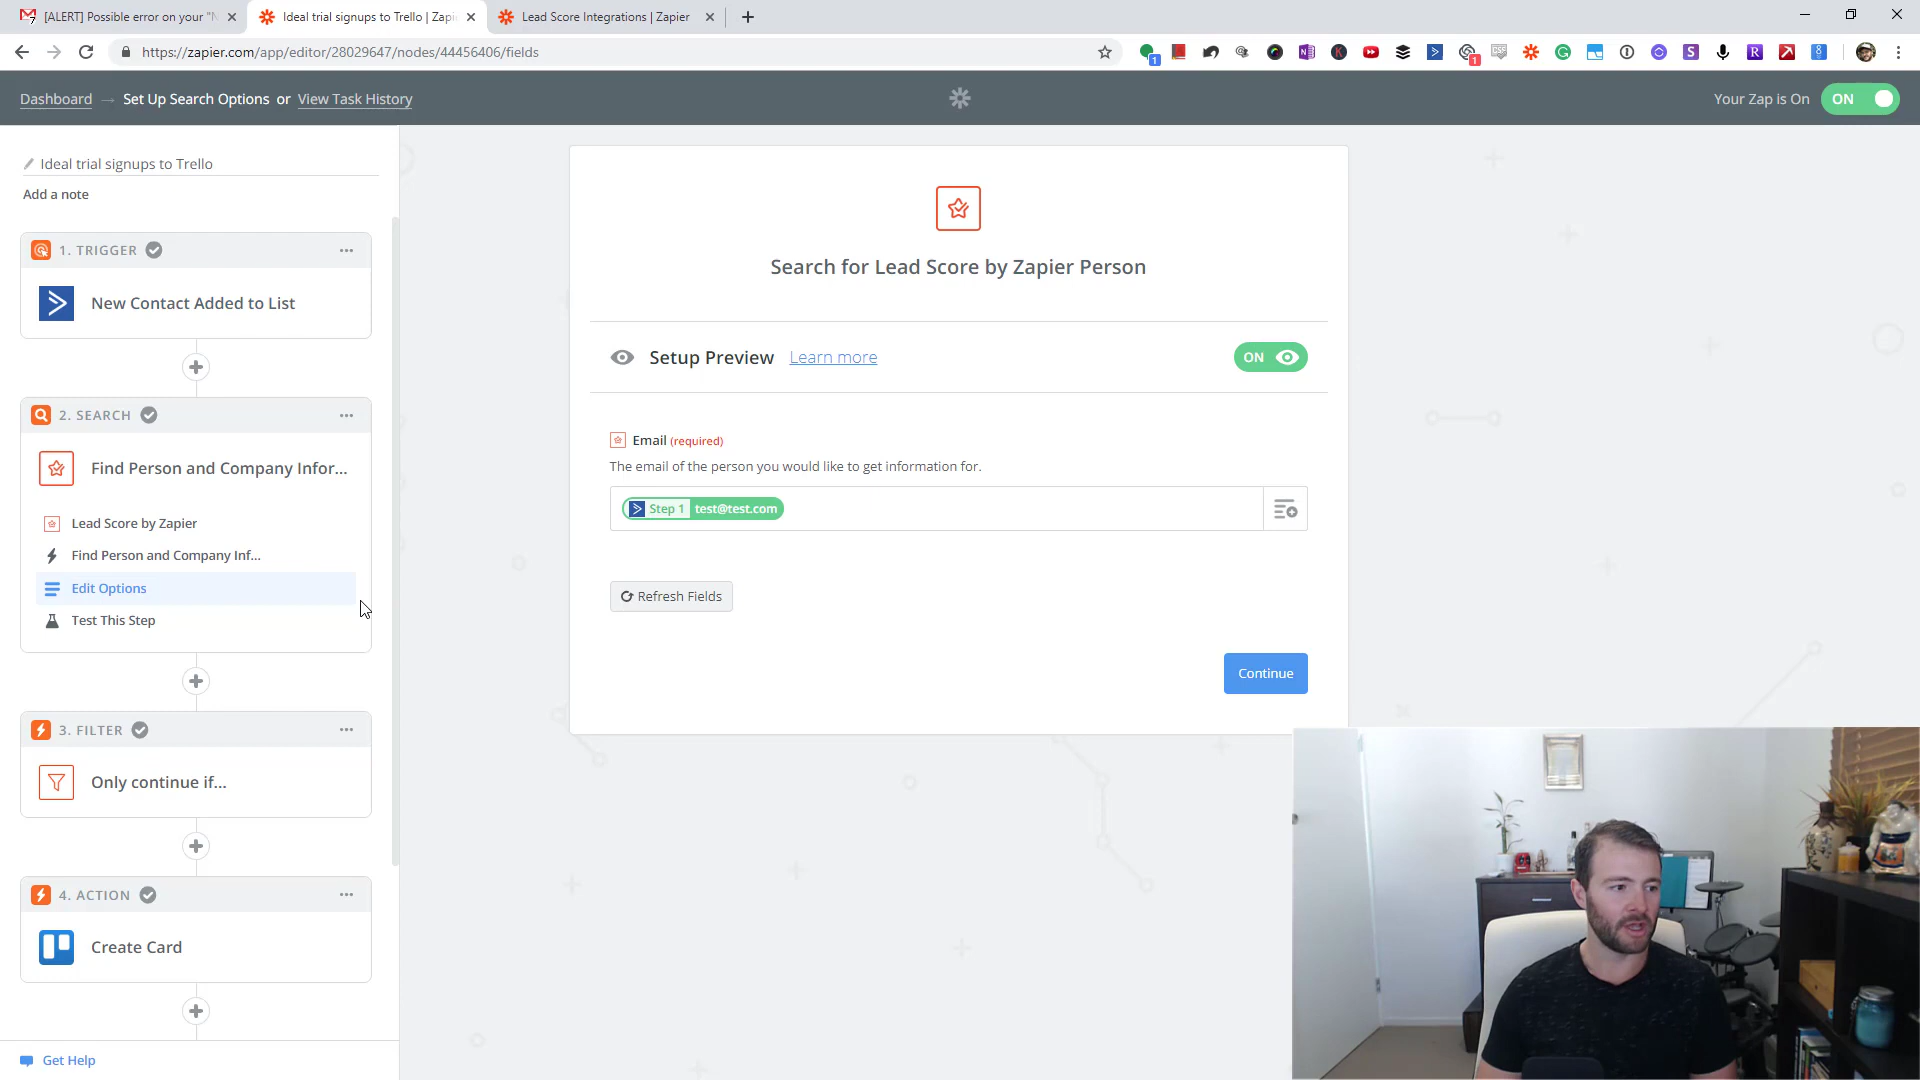 [ALERT] Possible error on your "N
Ideal trial signups to Trello | Zapi
Lead Score Integrations | Zapier
https://zapier.com/app/editor/28029647/nodes/44456406/fields
Dashboard → Set Up Search Options or View Task History
Your Zap is On
ON
Ideal trial signups to Trello
Add a note
1. TRIGGER
New Contact Added to List
2. SEARCH
Find Person and Company Infor...
Lead Score by Zapier
Find Person and Company Inf...
Edit Options
Test This Step
3. FILTER
Only continue if...
4. ACTION
Create Card
Get Help
Search for Lead Score by Zapier Person
Setup Preview Learn more
ON
Email (required)
The email of the person you would like to get information for.
Step 1 test@test.com
Refresh Fields
Continue